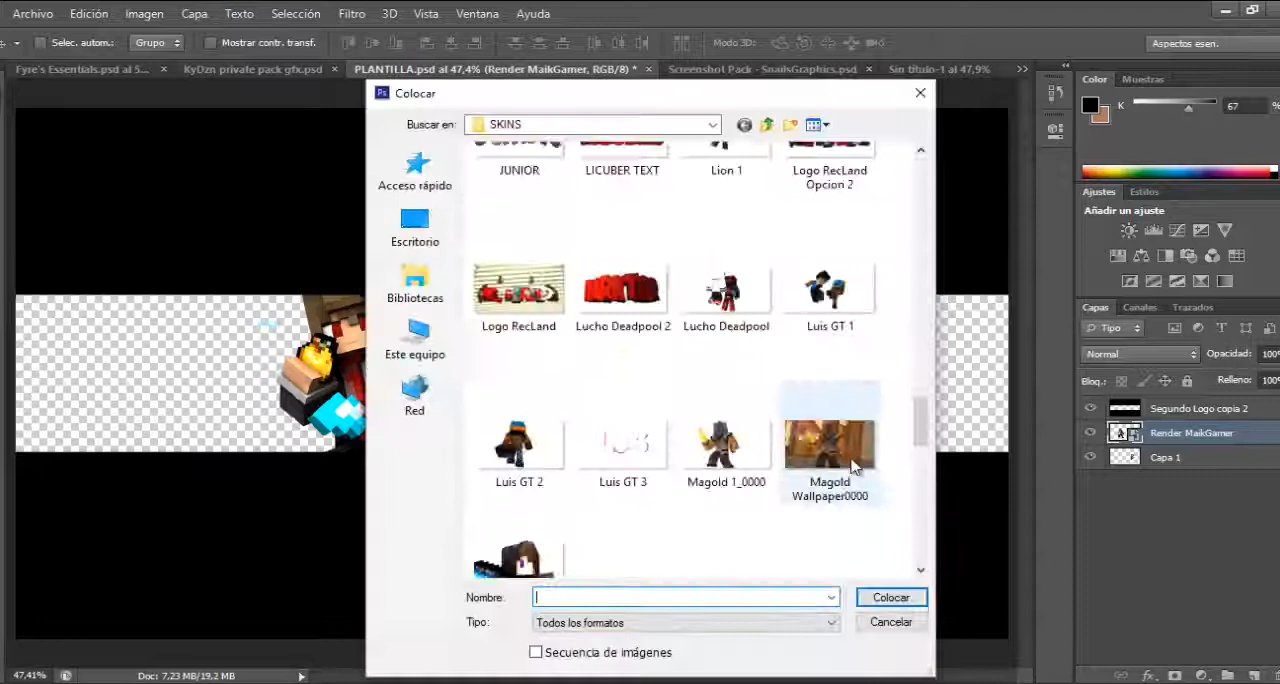 Archivo Edición Imagen Capa Texto Selección Filtro 3D Vista Ventana Ayuda
Selec. autom.: Grupo Mostrar contr. transf. Modo 3D: Aspectos esen.
Fyre's Essentials.psd al 5... × KyDzn private pack gfx.psd × PLANTILLA.psd al 47,4% (Render MaikGamer, RGB/8) * × Screenshot Pack - SnailsGraphics.psd × Sin título-1 al 47,9% >>
Ps Colocar
Color Muestras
K 67 %
Buscar en: SKINS
Acceso rápido
Escritorio
Bibliotecas
Este equipo
Red
JUNIOR LICUBER TEXT Lion 1 Logo RecLand Opcion 2
Logo RecLand Lucho Deadpool 2 Lucho Deadpool Luis GT 1
Luis GT 2 Luis GT 3 Magold 1_0000 Magold
Wallpaper0000
Nombre:
Colocar
Tipo: Todos los formatos
Cancelar
Secuencia de imágenes
Ajustes Estilos
Añadir un ajuste
Capas Canales Trazados
Tipo
Normal Opacidad: 100%
Bloq.: Relleno: 100%
Segundo Logo copia 2
Render MaikGamer
Capa 1
47,41% Doc: 7,23 MB/19,2 MB